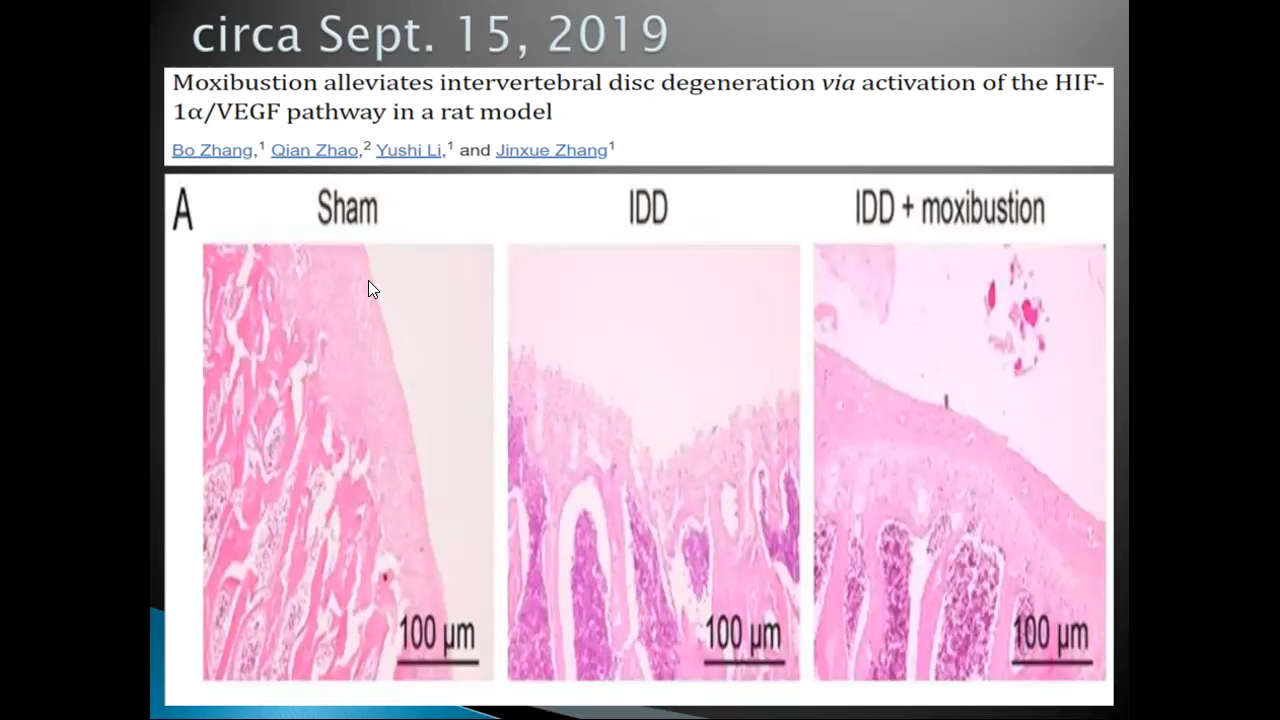 circa Sept. 15, 2019
Moxibustion alleviates intervertebral disc degeneration via activation of the HIF-
1α/VEGF pathway in a rat model
Bo Zhang,1 Qian Zhao,2 Yushi Li,1 and Jinxue Zhang1
A
Sham
IDD
IDD + moxibustion
100 µm
100 µm
100 µm